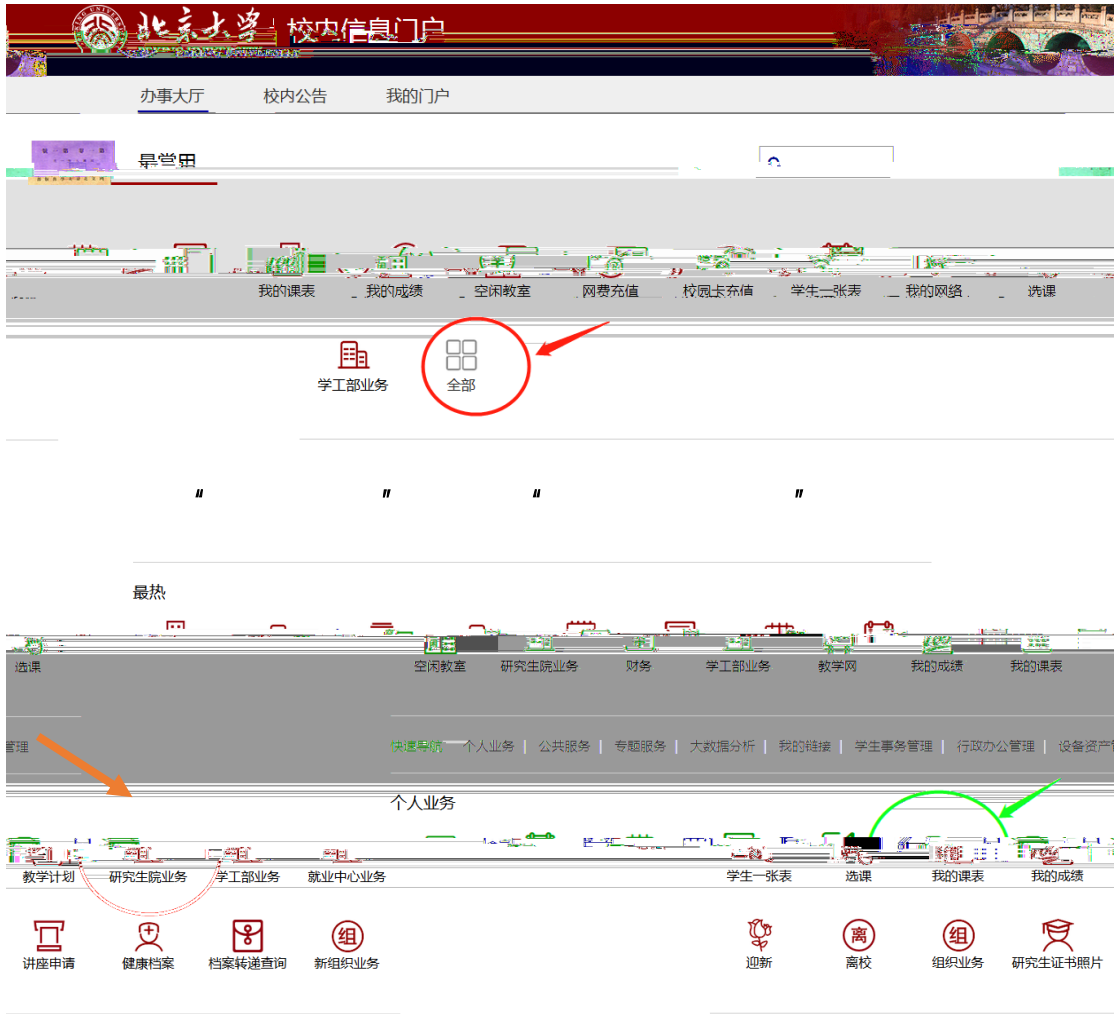 北京大学 校内信息门户
办事大厅 校内公告 我的门户
最常用
我的课表 我的成绩 空闲教室 网费充值 校园卡充值 学生一张表 我的网络 选课
学工部业务 全部
“ ” “ ”
最热
选课 空闲教室 研究生院业务 财务 学工部业务 教学网 我的成绩 我的课表
管理 快速导航 个人业务 | 公共服务 | 专题服务 | 大数据分析 | 我的链接 | 学生事务管理 | 行政办公管理 | 设备资产
个人业务
教学计划 研究生院业务 学工部业务 就业中心业务 学生一张表 选课 我的课表 我的成绩
组 离 组
讲座申请 健康档案 档案转递查询 新组织业务 迎新 离校 组织业务 研究生证书照片